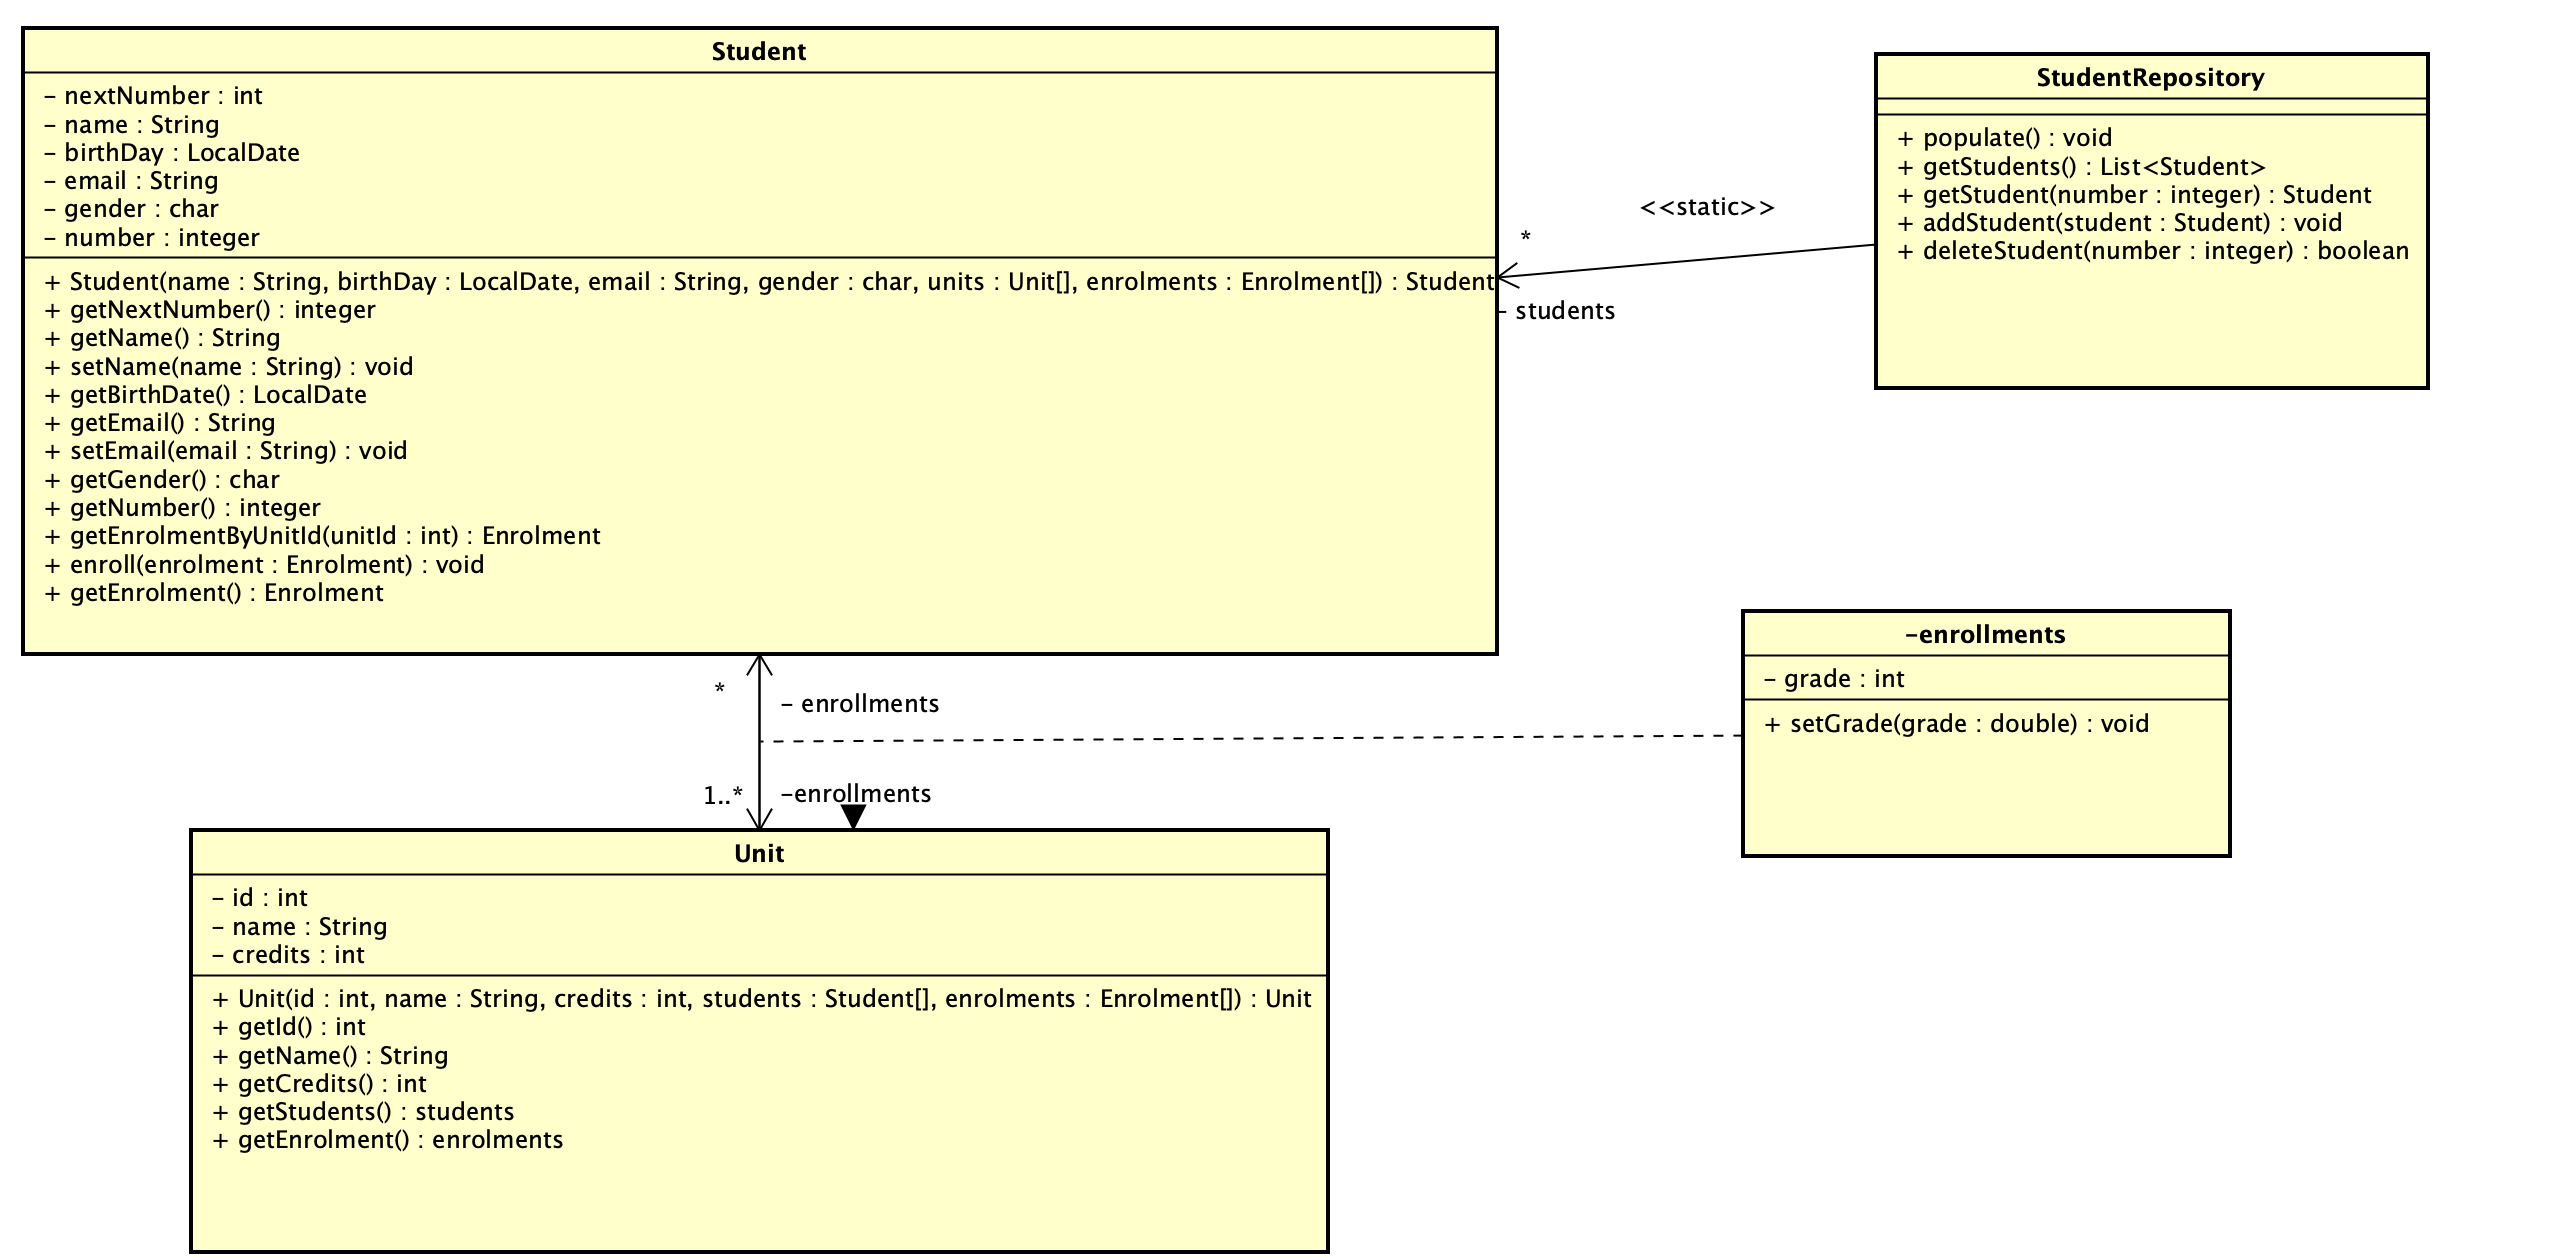 Student
– nextNumber : int
– name : String
– birthDay : LocalDate
– email : String
– gender : char
– number : integer
+ Student(name : String, birthDay : LocalDate, email : String, gender : char, units : Unit[], enrolments : Enrolment[]) : Student
+ getNextNumber() : integer
+ getName() : String
+ setName(name : String) : void
+ getBirthDate() : LocalDate
+ getEmail() : String
+ setEmail(email : String) : void
+ getGender() : char
+ getNumber() : integer
+ getEnrolmentByUnitId(unitId : int) : Enrolment
+ enroll(enrolment : Enrolment) : void
+ getEnrolment() : Enrolment
<<static>>
*
– students
StudentRepository
+ populate() : void
+ getStudents() : List<Student>
+ getStudent(number : integer) : Student
+ addStudent(student : Student) : void
+ deleteStudent(number : integer) : boolean
*
– enrollments
1..*
–enrollments
–enrollments
– grade : int
+ setGrade(grade : double) : void
Unit
– id : int
– name : String
– credits : int
+ Unit(id : int, name : String, credits : int, students : Student[], enrolments : Enrolment[]) : Unit
+ getId() : int
+ getName() : String
+ getCredits() : int
+ getStudents() : students
+ getEnrolment() : enrolments